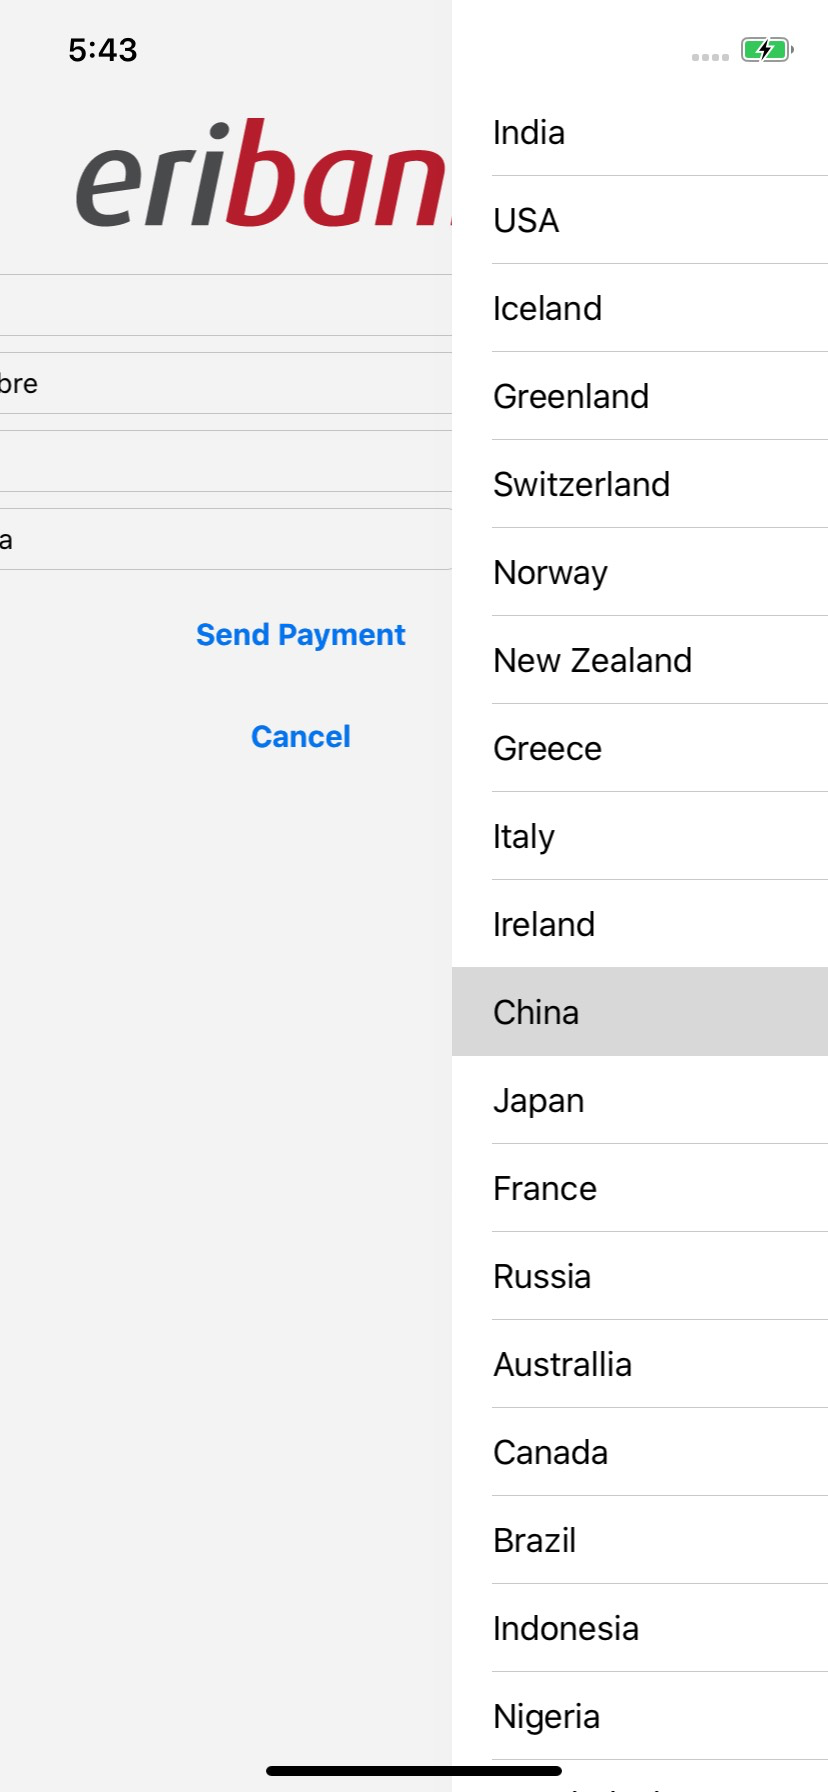 5:43
eriban
bre
a
Send Payment
Cancel
India
USA
Iceland
Greenland
Switzerland
Norway
New Zealand
Greece
Italy
Ireland
China
Japan
France
Russia
Australlia
Canada
Brazil
Indonesia
Nigeria